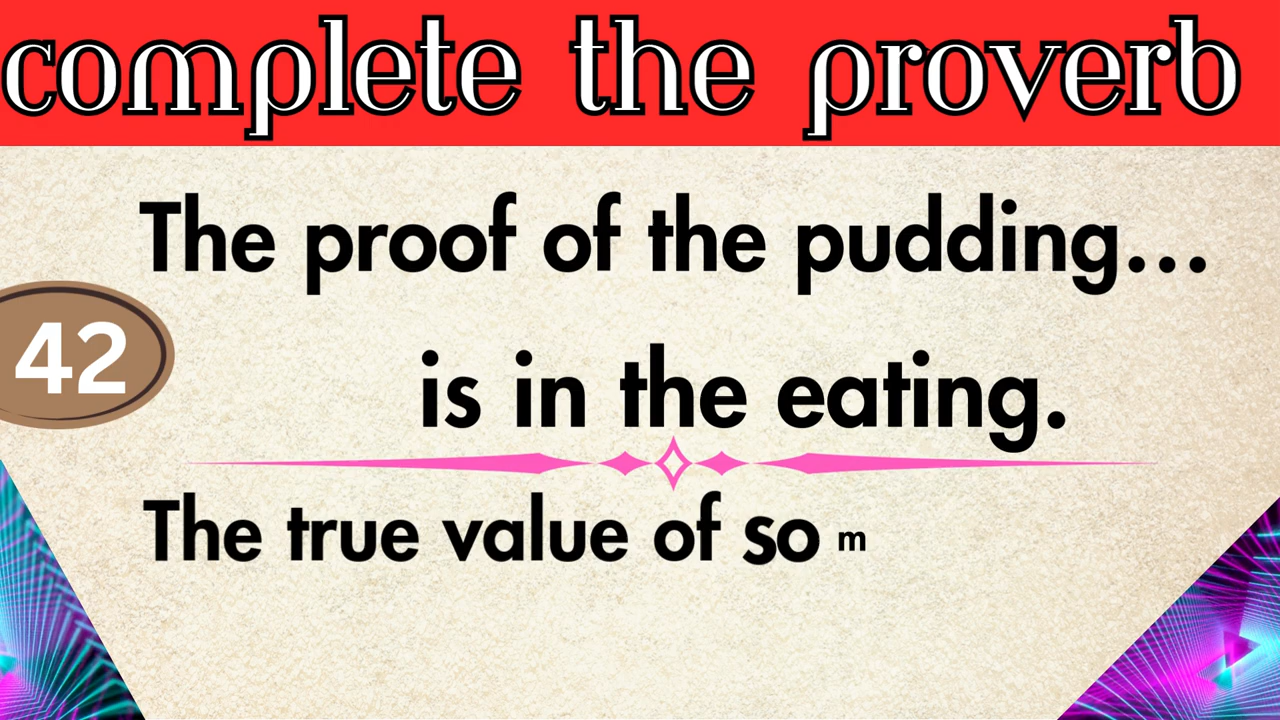 complete the proverb
The proof of the pudding...
42
is in the eating.
The true value of so m